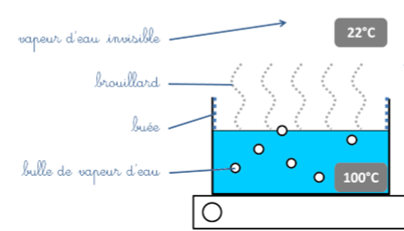 vapeur d'eau invisible
22°C
brouillard
buée
bulle de vapeur d'eau
100°C